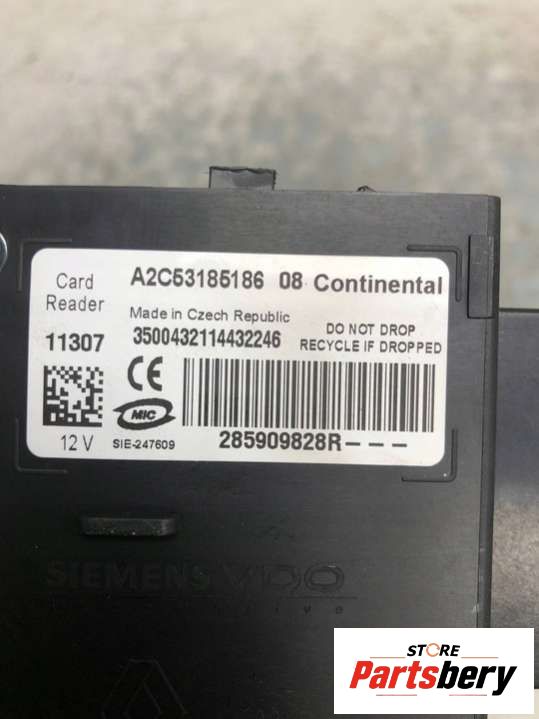 Card
Reader
11307
A2C53185186 08 Continental
Made in Czech Republic
3500432114432246
DO NOT DROP
RECYCLE IF DROPPED
CE
MIC
12 V
SIE-247609
285909828R---
SIEMENS VDO
STORE
Partsbery